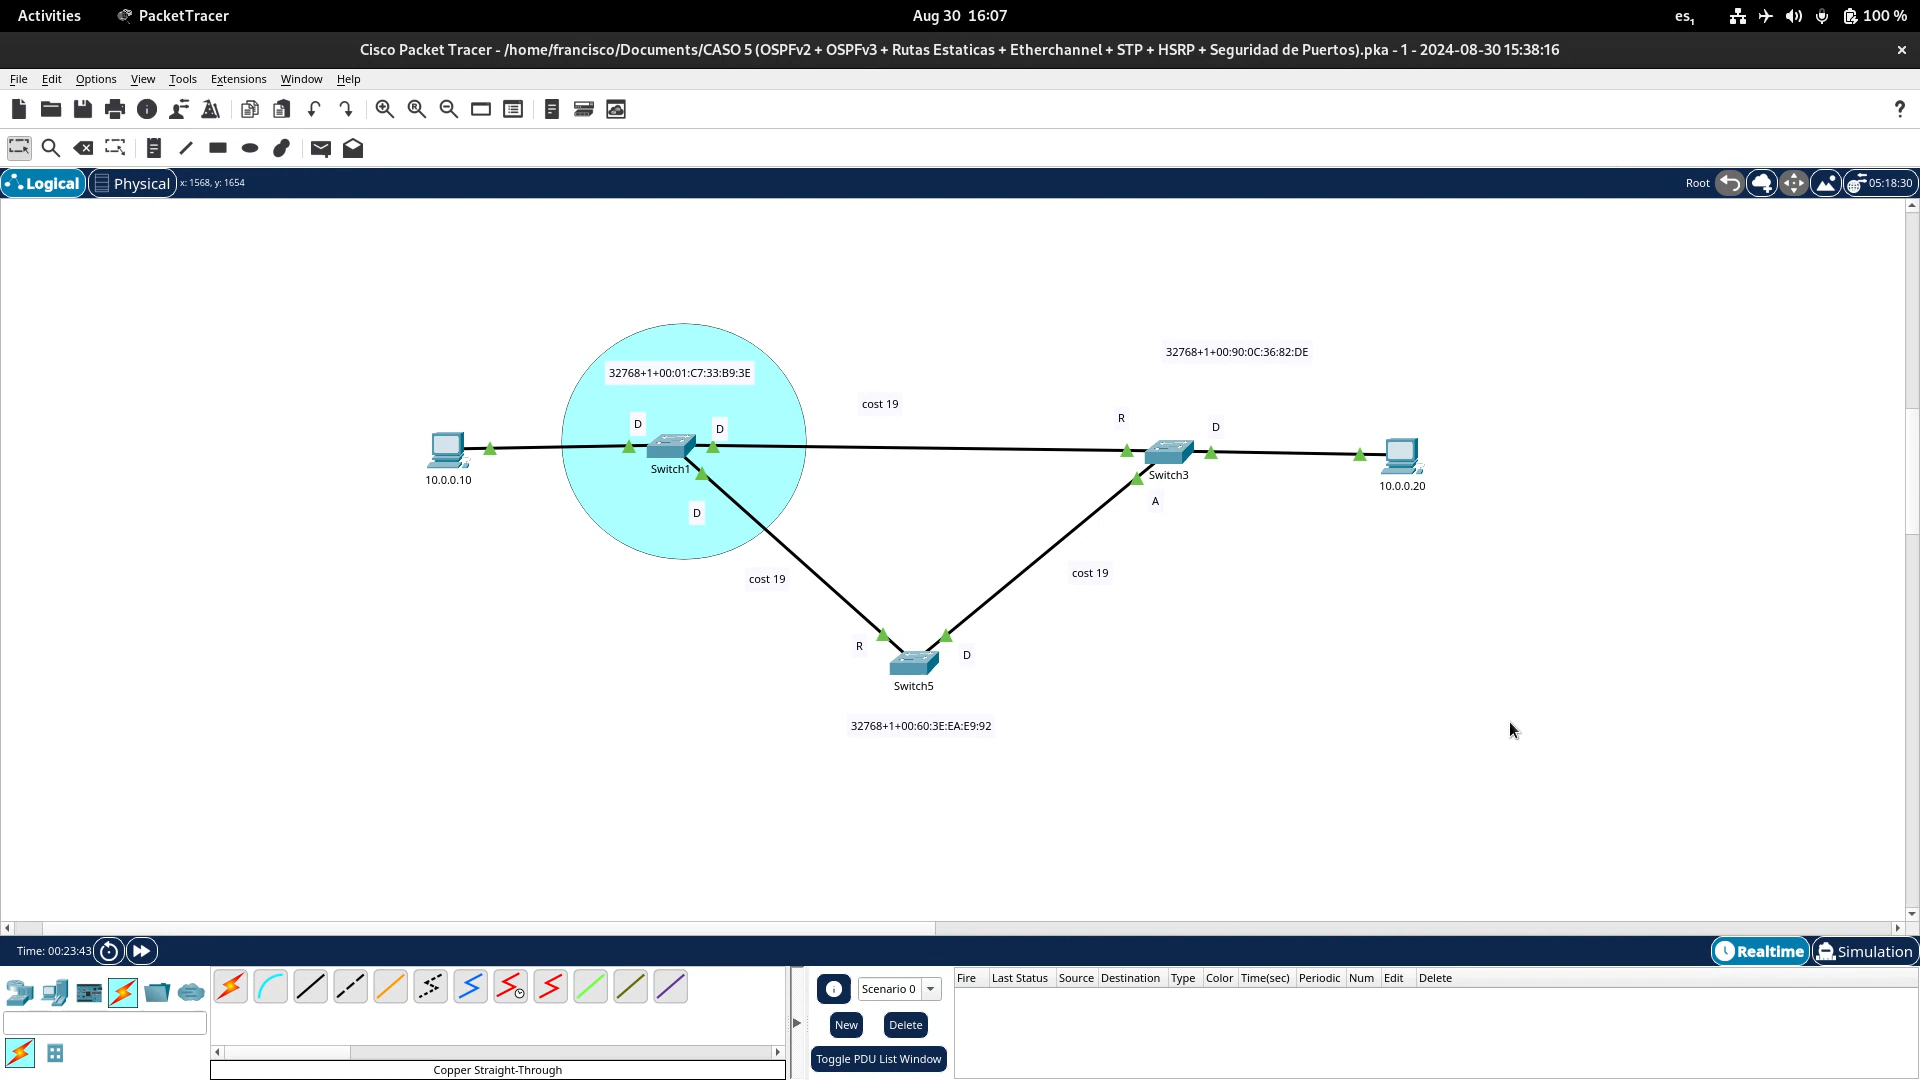 Activities PacketTracer Aug 30 16:07 es1 100 %
Cisco Packet Tracer - /home/francisco/Documents/CASO 5 (OSPFv2 + OSPFv3 + Rutas Estaticas + Etherchannel + STP + HSRP + Seguridad de Puertos).pka - 1 - 2024-08-30 15:38:16 ×
File Edit Options View Tools Extensions Window Help
?
Logical Physical x: 1568, y: 1654 Root 05:18:30
32768+1+00:90:0C:36:82:DE
32768+1+00:01:C7:33:B9:3E
cost 19
R
D D D
Switch1 Switch3
10.0.0.10 10.0.0.20
A
D
cost 19
cost 19
R D
Switch5
32768+1+00:60:3E:EA:E9:92
Time: 00:23:43 Realtime Simulation
Scenario 0
New Delete
Toggle PDU List Window
Fire Last Status Source Destination Type Color Time(sec) Periodic Num Edit Delete
Copper Straight-Through